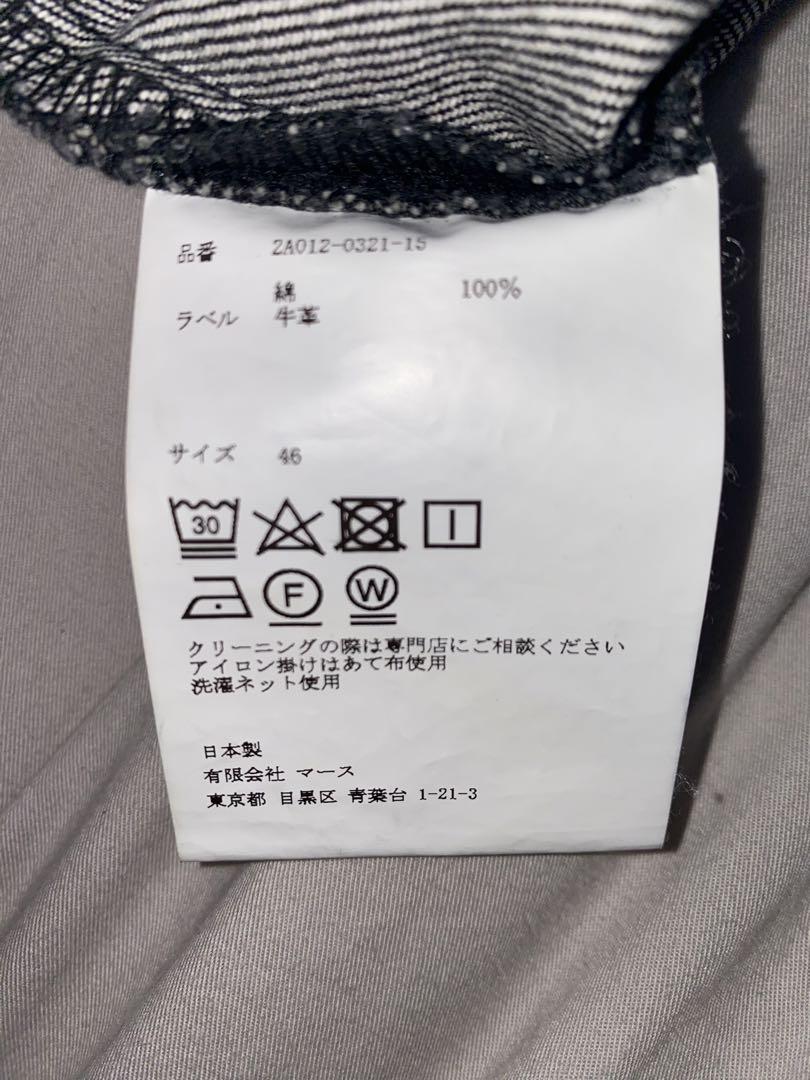 品番 2A012-0321-15
綿 100%
ラベル 牛革
サイズ 46
30
F W
クリーニングの際は専門店にご相談ください
アイロン掛けはあて布使用
洗濯ネット使用
日本製
有限会社 マース
東京都 目黒区 青葉台 1-21-3